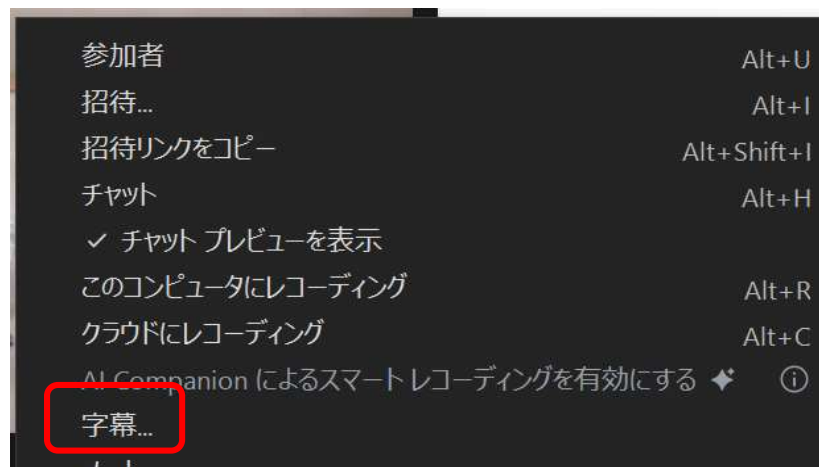 参加者 Alt+U
招待... Alt+I
招待リンクをコピー Alt+Shift+I
チャット Alt+H
✓ チャット プレビューを表示
このコンピュータにレコーディング Alt+R
クラウドにレコーディング Alt+C
AI Companion によるスマート レコーディングを有効にする
字幕...